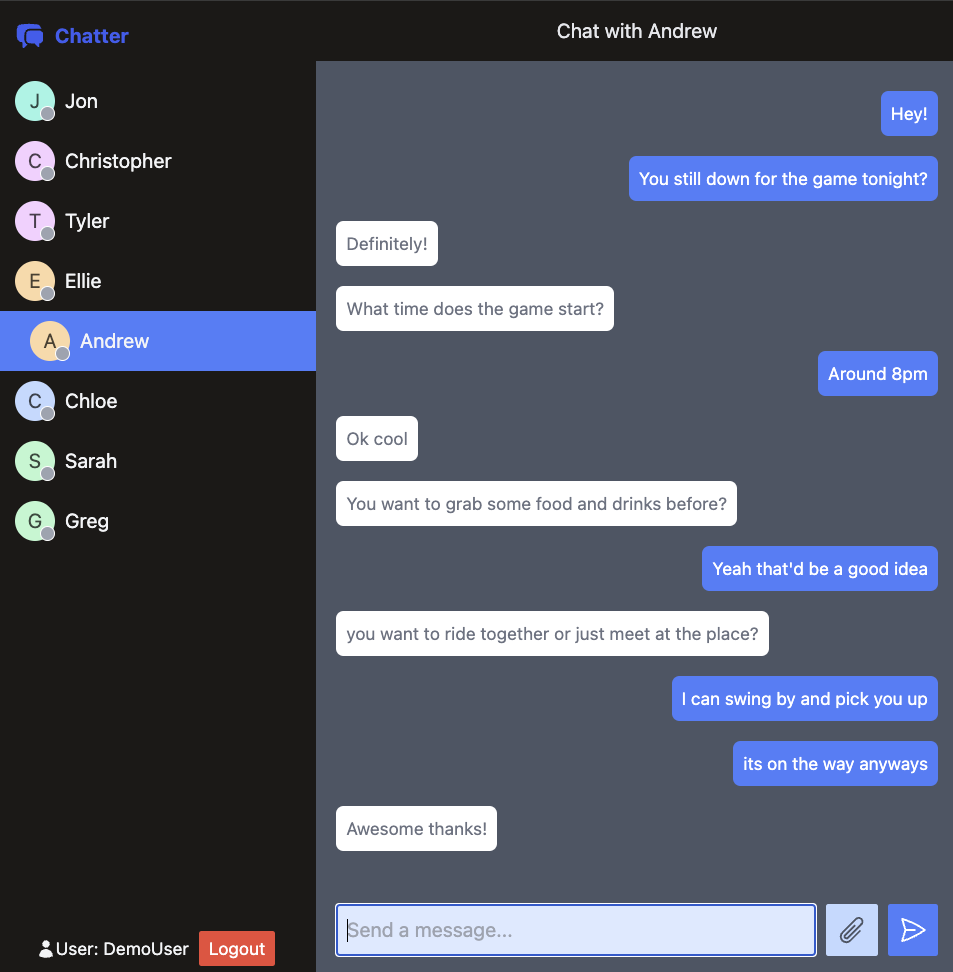 Chatter
Chat with Andrew
J Jon
C Christopher
T Tyler
E Ellie
A Andrew
C Chloe
S Sarah
G Greg
User: DemoUser Logout
Hey!
You still down for the game tonight?
Definitely!
What time does the game start?
Around 8pm
Ok cool
You want to grab some food and drinks before?
Yeah that'd be a good idea
you want to ride together or just meet at the place?
I can swing by and pick you up
its on the way anyways
Awesome thanks!
Send a message...